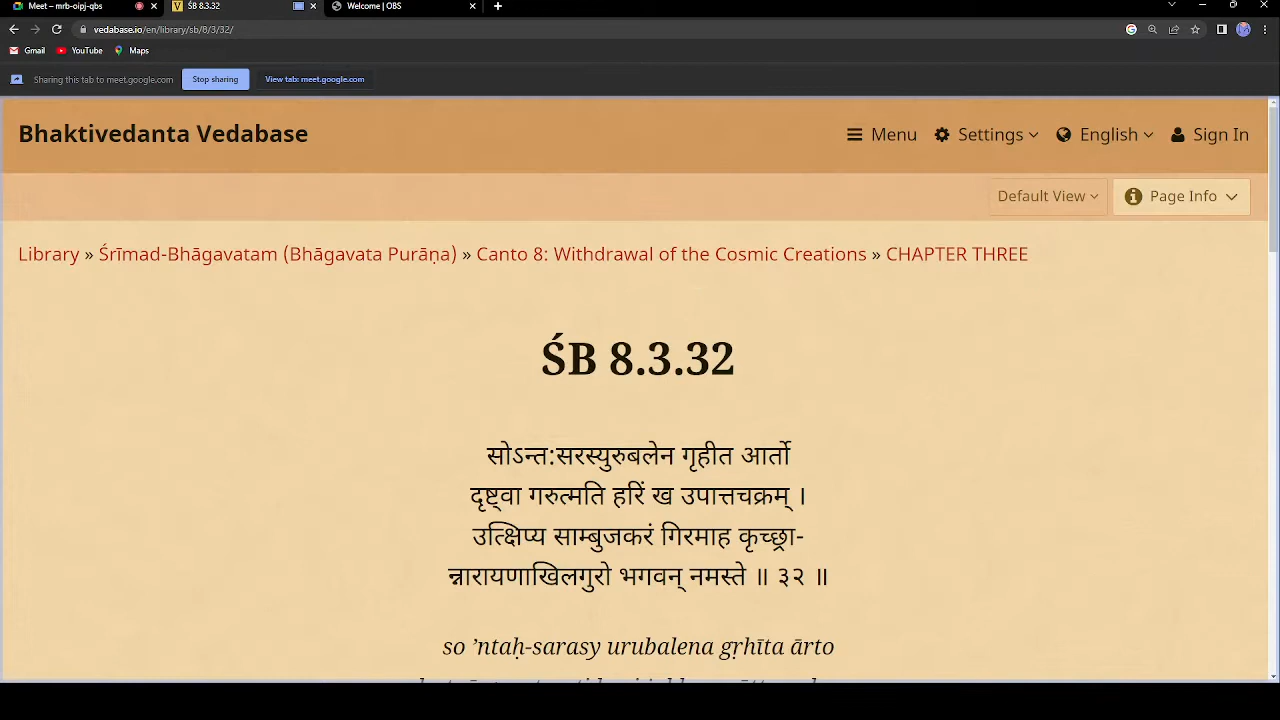 Meet – mrb-oipj-qbs
ŚB 8.3.32
Welcome | OBS
vedabase.io/en/library/sb/8/3/32/
Gmail
YouTube
Maps
Sharing this tab to meet.google.com
Stop sharing
View tab: meet.google.com
Bhaktivedanta Vedabase
Menu
Settings
English
Sign In
Default View
Page Info
Library » Śrīmad-Bhāgavatam (Bhāgavata Purāṇa) » Canto 8: Withdrawal of the Cosmic Creations » CHAPTER THREE
ŚB 8.3.32
सोऽन्त:सरस्युरुबलेन गृहीत आर्तो
द‍ृष्ट्वा गरुत्मति हरिं ख उपात्तचक्रम् ।
उत्क्षिप्य साम्बुजकरं गिरमाह कृच्छ्रा-
न्नारायणाखिलगुरो भगवन् नमस्ते ॥ ३२ ॥
so ’ntaḥ-sarasy urubalena gṛhīta ārto